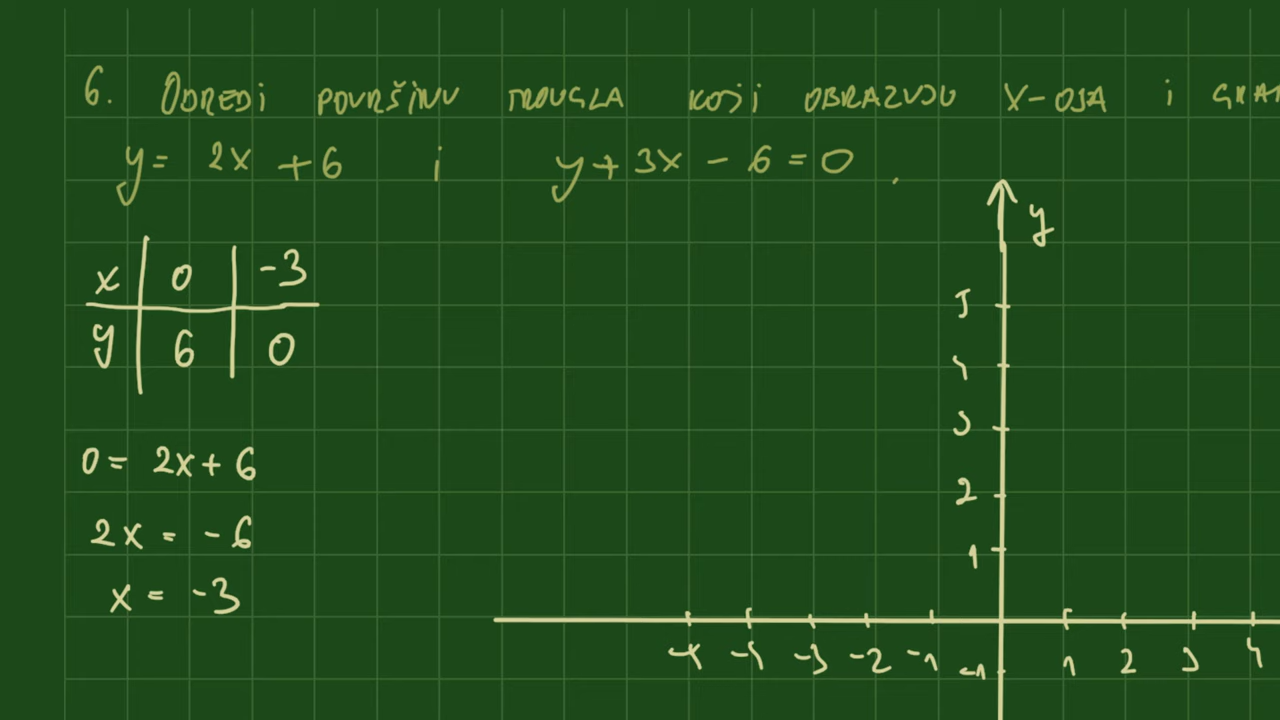 6. ODREDI POVRŠINU TROUGLA KOJI OBRAZUJU X-OSA i GRAF
y = 2x + 6 i y + 3x - 6 = 0 .
x 0 -3
y 6 0
0 = 2x + 6
2x = -6
x = -3
y
5
4
3
2
1
-4 -3 -2 -1 1 2 3 4
-1